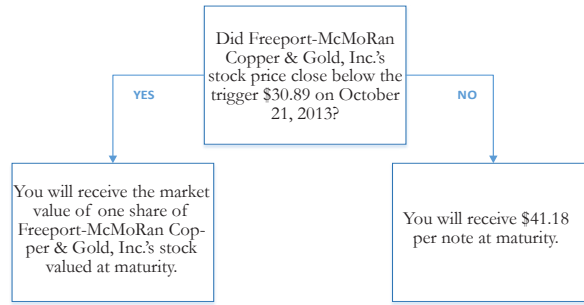 Did Freeport-McMoRan
Copper & Gold, Inc.'s
stock price close below the
trigger $30.89 on October
21, 2013?
YES
NO
You will receive the market
value of one share of
Freeport-McMoRan Cop-
per & Gold, Inc.'s stock
valued at maturity.
You will receive $41.18
per note at maturity.